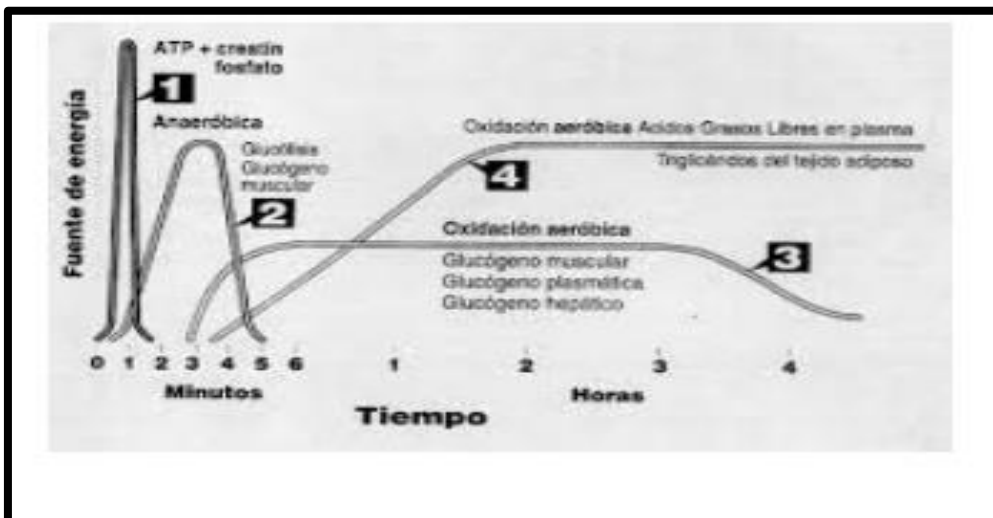 ATP + creatin
fosfato
1
Anaeróbica
Glucólisis
Glucógeno
muscular
2
Fuente de energía
Oxidación aeróbica Acidos Grasos Libres en plasma
Triglicéridos del tejido adiposo
4
Oxidación aeróbica
Glucógeno muscular
Glucógeno plasmática
Glucógeno hepático
3
0 1 2 3 4 5 6 1 2 3 4
Minutos Horas
Tiempo